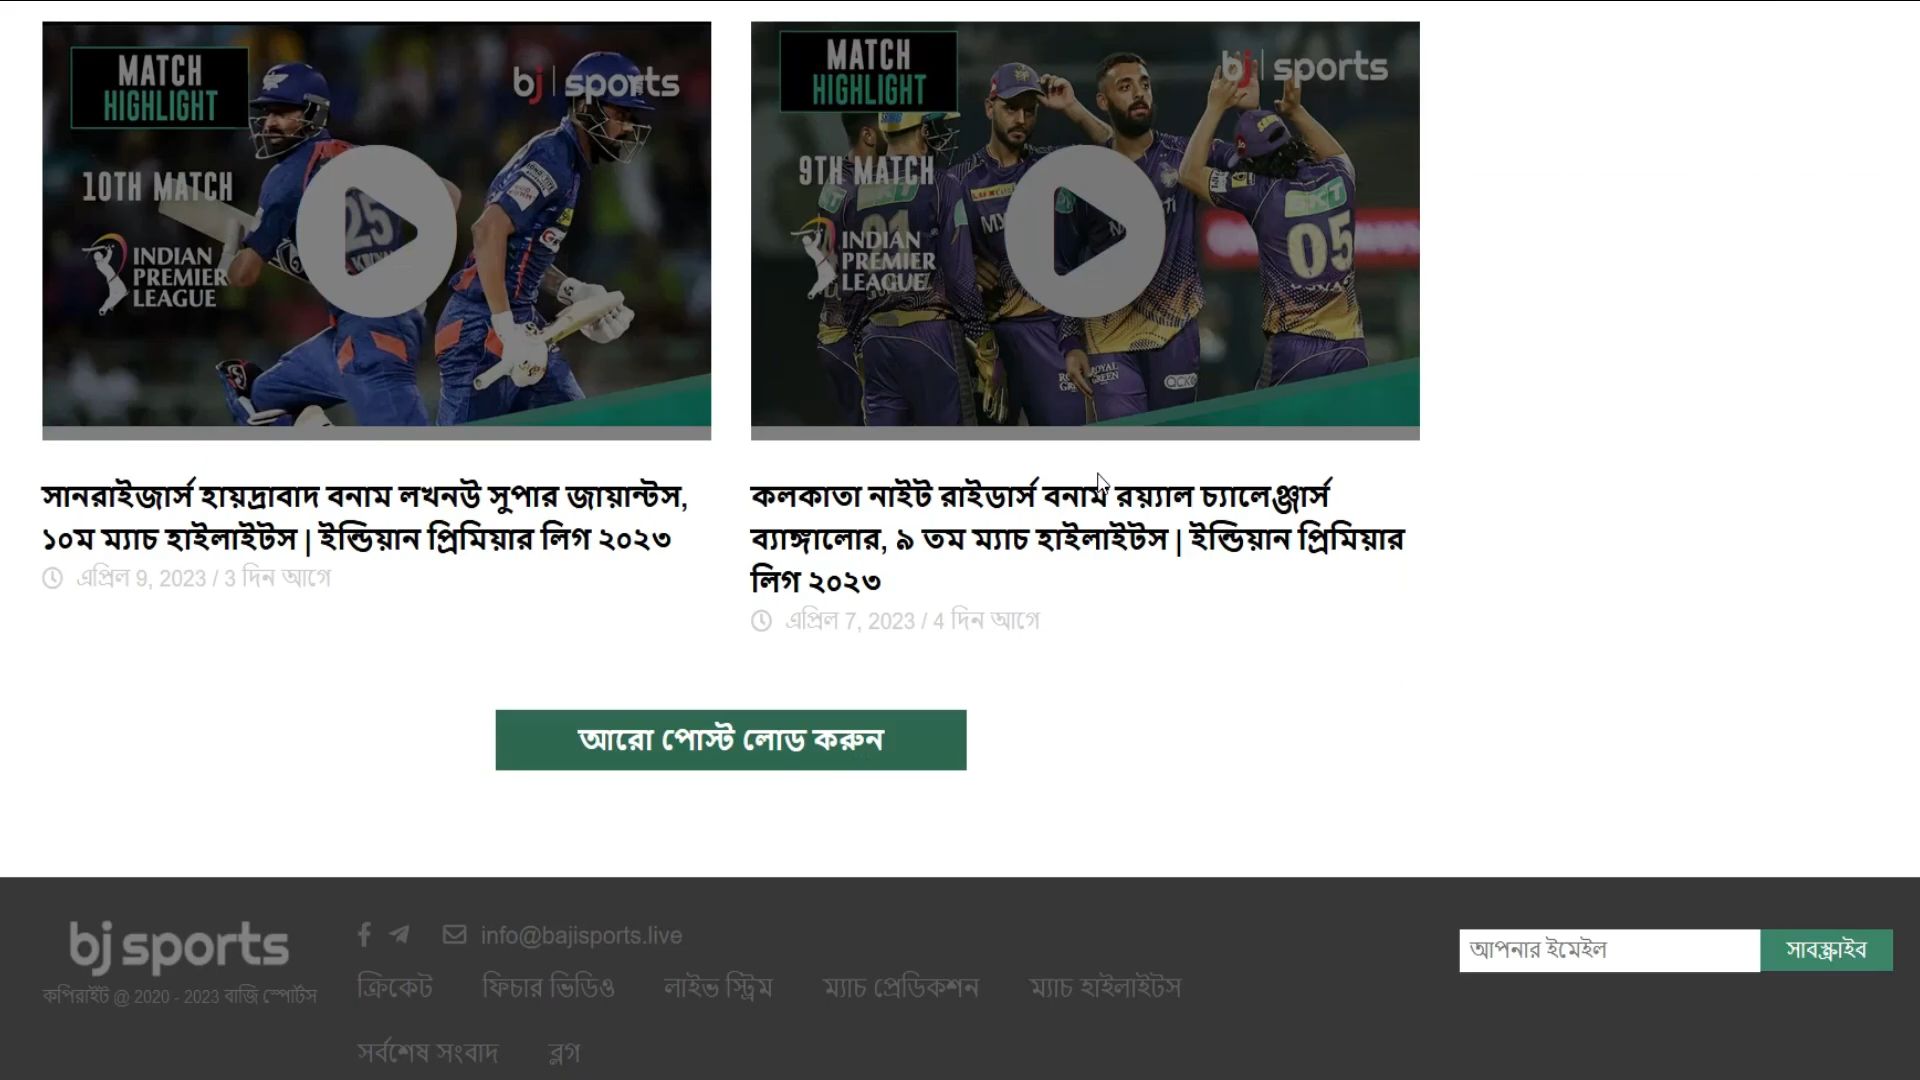 MATCH
HIGHLIGHT
bj sports
10TH MATCH
25
INDIAN
PREMIER
LEAGUE
MATCH
HIGHLIGHT
bj sports
9TH MATCH
INDIAN
PREMIER
LEAGUE
05
সানরাইজার্স হায়দ্রাবাদ বনাম লখনউ সুপার জায়ান্টস,
১০ম ম্যাচ হাইলাইটস | ইন্ডিয়ান প্রিমিয়ার লিগ ২০২৩
এপ্রিল 9, 2023 / 3 দিন আগে
কলকাতা নাইট রাইডার্স বনাম রয়্যাল চ্যালেঞ্জার্স
ব্যাঙ্গালোর, ৯ তম ম্যাচ হাইলাইটস | ইন্ডিয়ান প্রিমিয়ার
লিগ ২০২৩
এপ্রিল 7, 2023 / 4 দিন আগে
আরো পোস্ট লোড করুন
bj sports
কপিরাইট @ 2020 - 2023 বাজি স্পোর্টস
info@bajisports.live
ক্রিকেট ফিচার ভিডিও লাইভ স্ট্রিম ম্যাচ প্রেডিকশন ম্যাচ হাইলাইটস
সর্বশেষ সংবাদ ব্লগ
আপনার ইমেইল সাবস্ক্রাইব